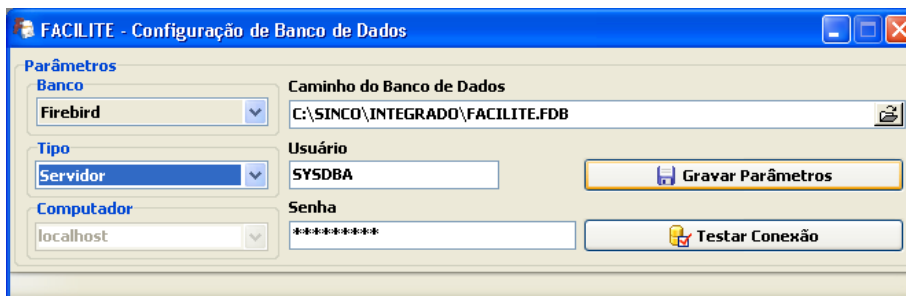 FACILITE - Configuração de Banco de Dados
Parâmetros
Banco
Firebird
Caminho do Banco de Dados
C:\SINCO\INTEGRADO\FACILITE.FDB
Tipo
Servidor
Usuário
SYSDBA
Gravar Parâmetros
Computador
localhost
Senha
*********
Testar Conexão